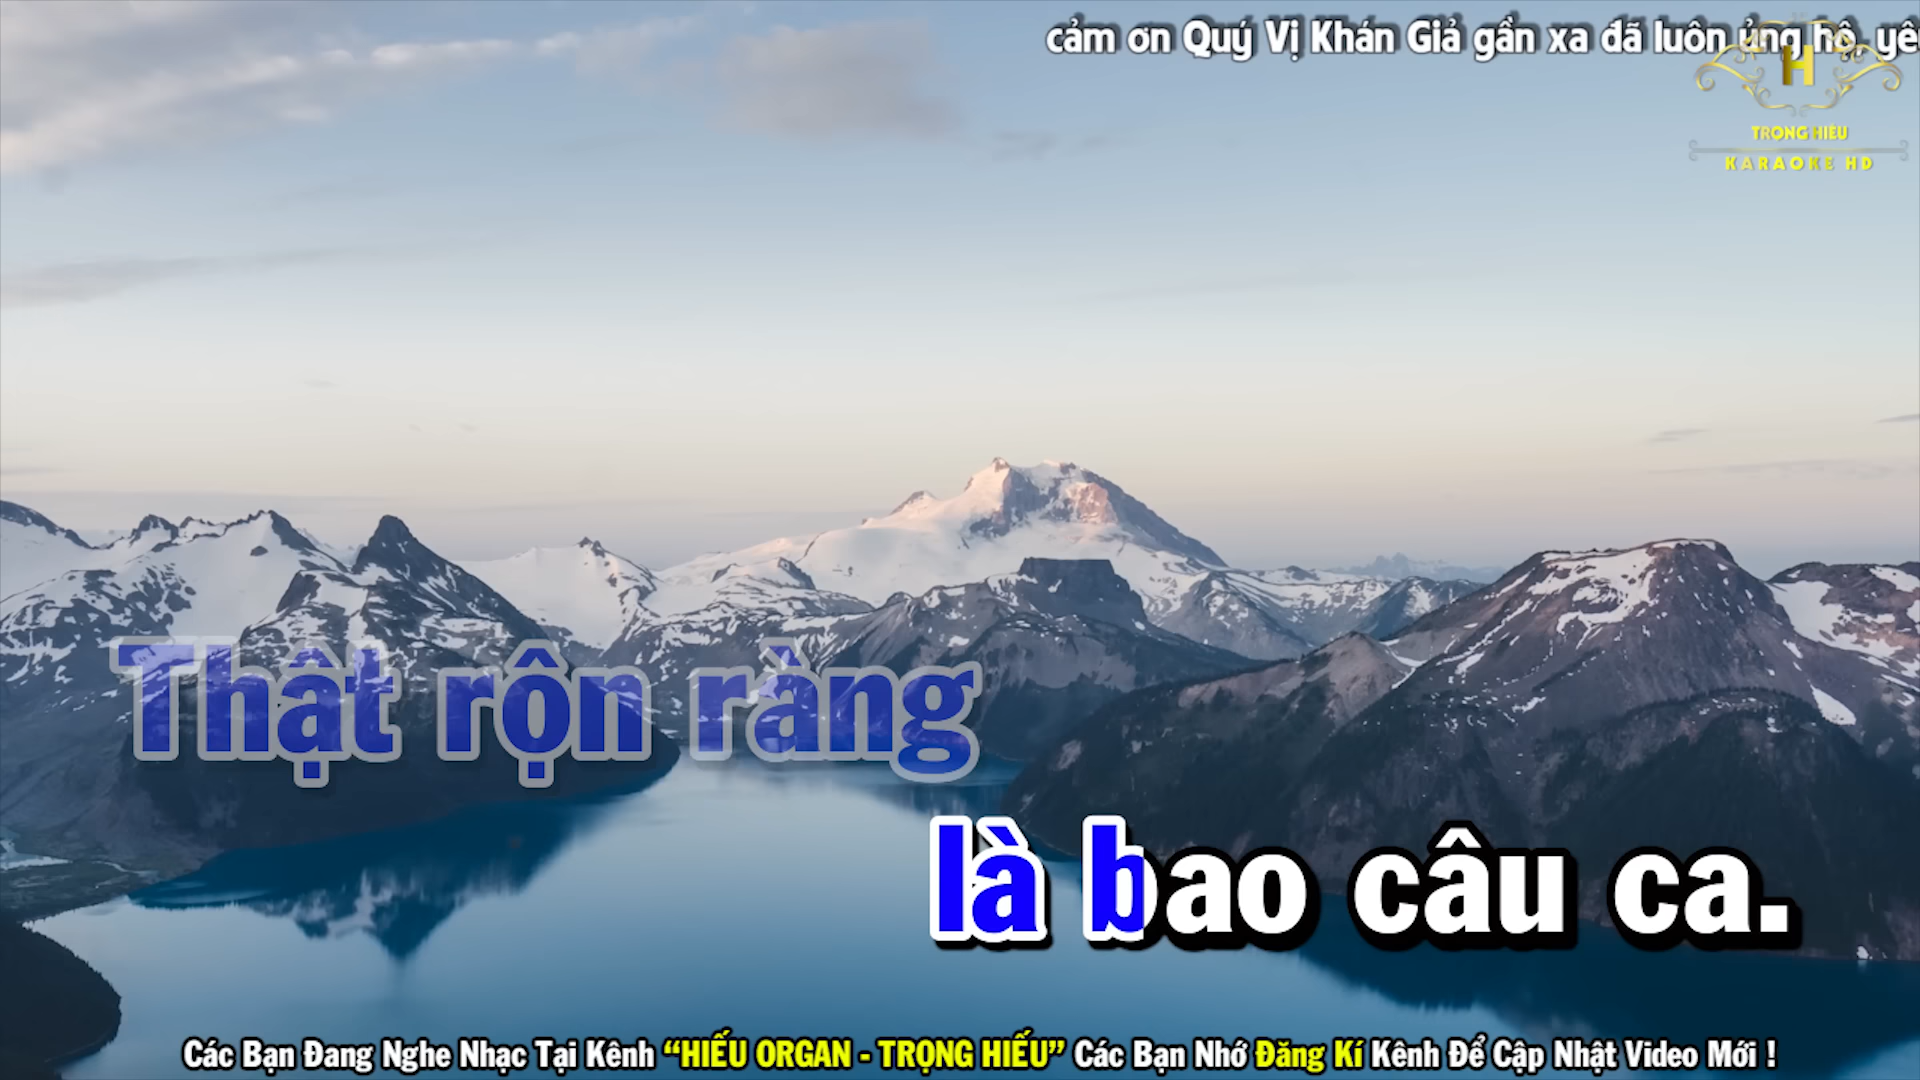 cảm ơn Quý Vị Khán Giả gần xa đã luôn ủng hộ, yê
H
TRỌNG HIẾU
KARAOKE HD
Thật rộn ràng
là bao câu ca.
Các Bạn Đang Nghe Nhạc Tại Kênh “HIẾU ORGAN - TRỌNG HIẾU” Các Bạn Nhớ Đăng Kí Kênh Để Cập Nhật Video Mới !